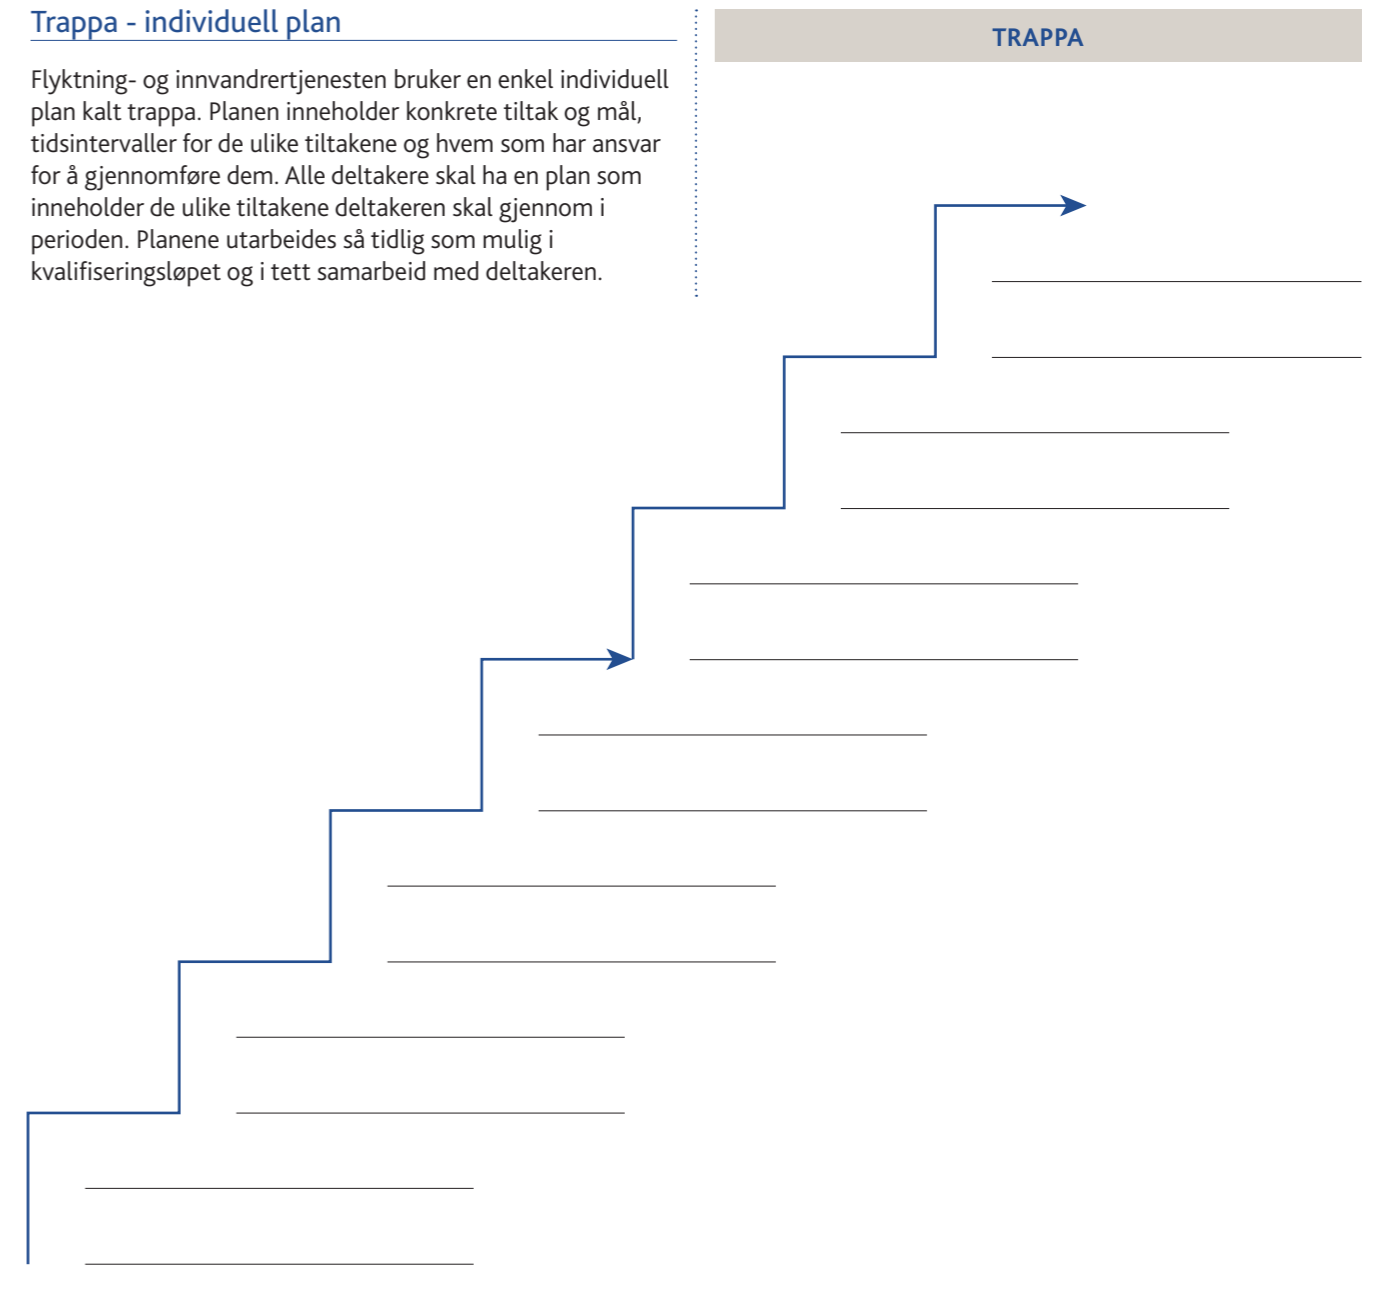 Trappa - individuell plan
Flyktning- og innvandrertjenesten bruker en enkel individuell
plan kalt trappa. Planen inneholder konkrete tiltak og mål,
tidsintervaller for de ulike tiltakene og hvem som har ansvar
for å gjennomføre dem. Alle deltakere skal ha en plan som
inneholder de ulike tiltakene deltakeren skal gjennom i
perioden. Planene utarbeides så tidlig som mulig i
kvalifiseringsløpet og i tett samarbeid med deltakeren.
TRAPPA